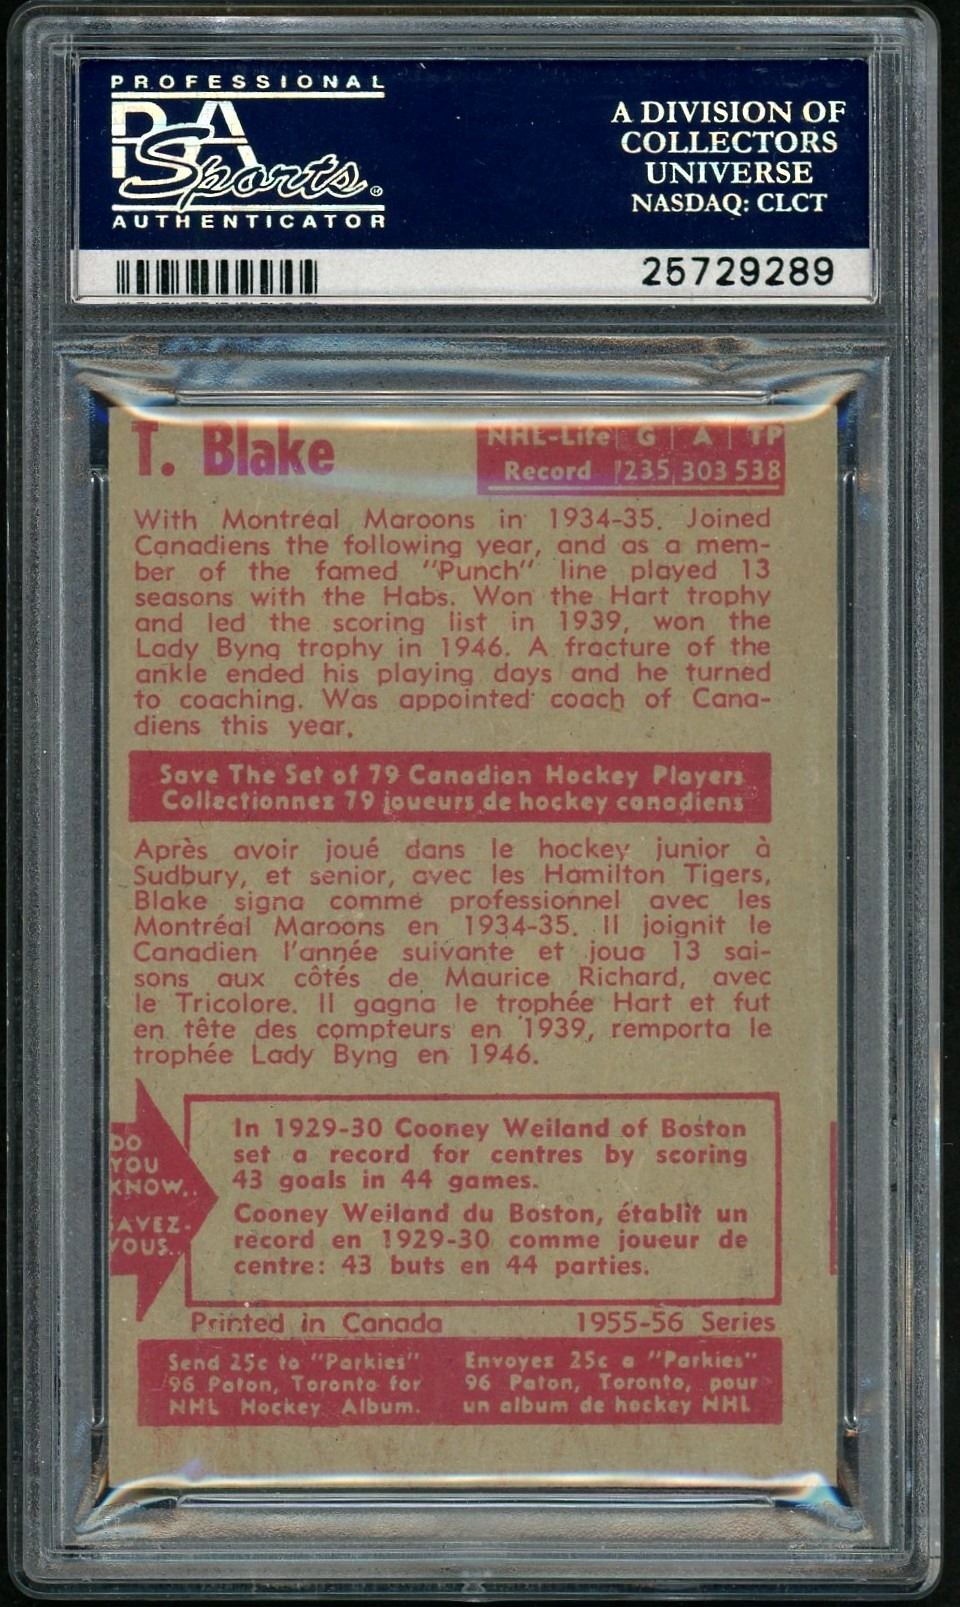 PROFESSIONAL
PSA
Sports®
AUTHENTICATOR
A DIVISION OF
COLLECTORS
UNIVERSE
NASDAQ: CLCT
25729289
T. Blake
NHL-Life G A TP
Record 235 303 538
With Montreal Maroons in 1934-35. Joined
Canadiens the following year, and as a mem-
ber of the famed "Punch" line played 13
seasons with the Habs. Won the Hart trophy
and led the scoring list in 1939, won the
Lady Byng trophy in 1946. A fracture of the
ankle ended his playing days and he turned
to coaching. Was appointed coach of Cana-
diens this year.
Save The Set of 79 Canadian Hockey Players
Collectionnez 79 joueurs de hockey canadiens
Après avoir joué dans le hockey junior à
Sudbury, et senior, avec les Hamilton Tigers,
Blake signa comme professionnel avec les
Montréal Maroons en 1934-35. Il joignit le
Canadien l'année suivante et joua 13 sai-
sons aux côtés de Maurice Richard, avec
le Tricolore. Il gagna le trophée Hart et fut
en tête des compteurs en 1939, remporta le
trophée Lady Byng en 1946.
DO
YOU
KNOW..
SAVEZ-
VOUS..
In 1929-30 Cooney Weiland of Boston
set a record for centres by scoring
43 goals in 44 games.
Cooney Weiland du Boston, établit un
record en 1929-30 comme joueur de
centre: 43 buts en 44 parties.
Printed in Canada 1955-56 Series
Send 25c to "Parkies"
96 Paton, Toronto for
NHL Hockey Album.
Envoyez 25c a "Parkies"
96 Paton, Toronto, pour
un album de hockey NHL